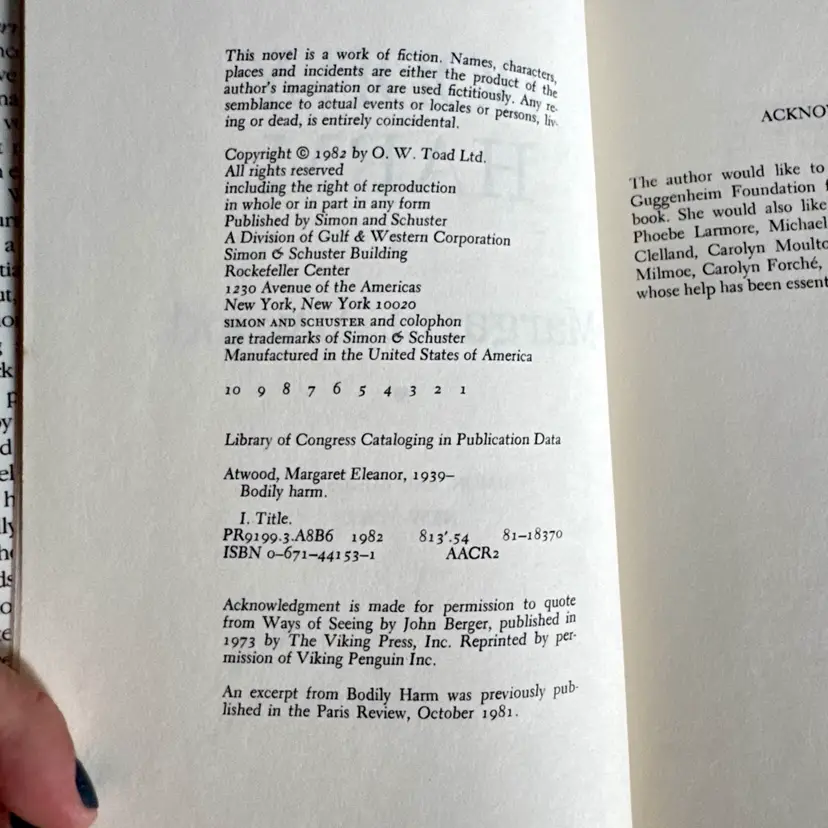 This novel is a work of fiction. Names, characters,
places and incidents are either the product of the
author's imagination or are used fictitiously. Any re-
semblance to actual events or locales or persons, liv-
ing or dead, is entirely coincidental.
Copyright © 1982 by O. W. Toad Ltd.
All rights reserved
including the right of reproduction
in whole or in part in any form
Published by Simon and Schuster
A Division of Gulf & Western Corporation
Simon & Schuster Building
Rockefeller Center
1230 Avenue of the Americas
New York, New York 10020
SIMON AND SCHUSTER and colophon
are trademarks of Simon & Schuster
Manufactured in the United States of America
10 9 8 7 6 5 4 3 2 1
Library of Congress Cataloging in Publication Data
Atwood, Margaret Eleanor, 1939–
Bodily harm.
I. Title.
PR9199.3.A8B6 1982 813'.54 81–18370
ISBN 0–671–44153–1 AACR2
Acknowledgment is made for permission to quote
from Ways of Seeing by John Berger, published in
1973 by The Viking Press, Inc. Reprinted by per-
mission of Viking Penguin Inc.
An excerpt from Bodily Harm was previously pub-
lished in the Paris Review, October 1981.
ACKNO
The author would like to
Guggenheim Foundation
book. She would also like
Phoebe Larmore, Michael
Clelland, Carolyn Moult
Milmoe, Carolyn Forché,
whose help has been essent